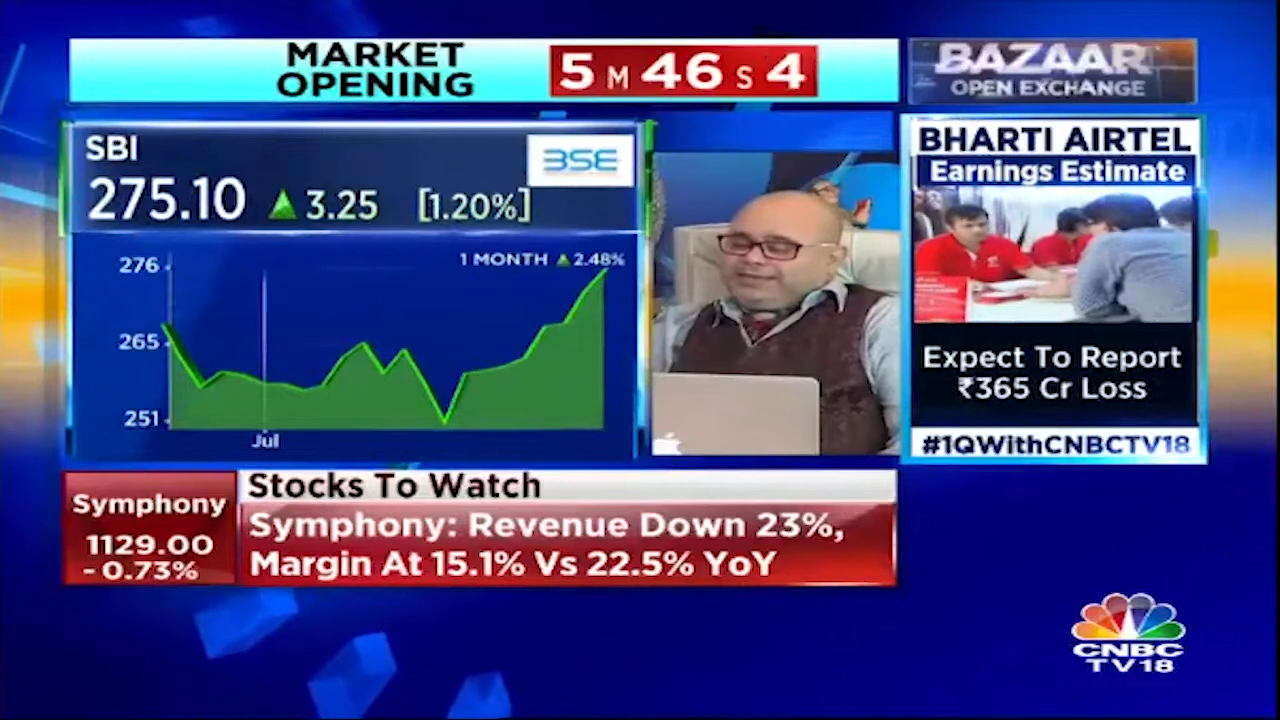 MARKET
OPENING
5 M 46 S 4
BAZAAR
OPEN EXCHANGE
SBI
275.10 ▲ 3.25 [1.20%]
BSE
1 MONTH ▲ 2.48%
276
265
251
Jul
BHARTI AIRTEL
Earnings Estimate
Expect To Report
₹365 Cr Loss
#1QWithCNBCTV18
Symphony
1129.00
- 0.73%
Stocks To Watch
Symphony: Revenue Down 23%,
Margin At 15.1% Vs 22.5% YoY
CNBC
TV18